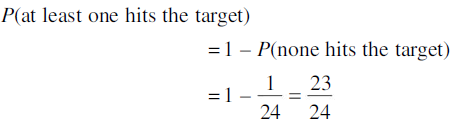 P(at least one hits the target)
= 1 – P(none hits the target)
= 1 – 1/24 = 23/24